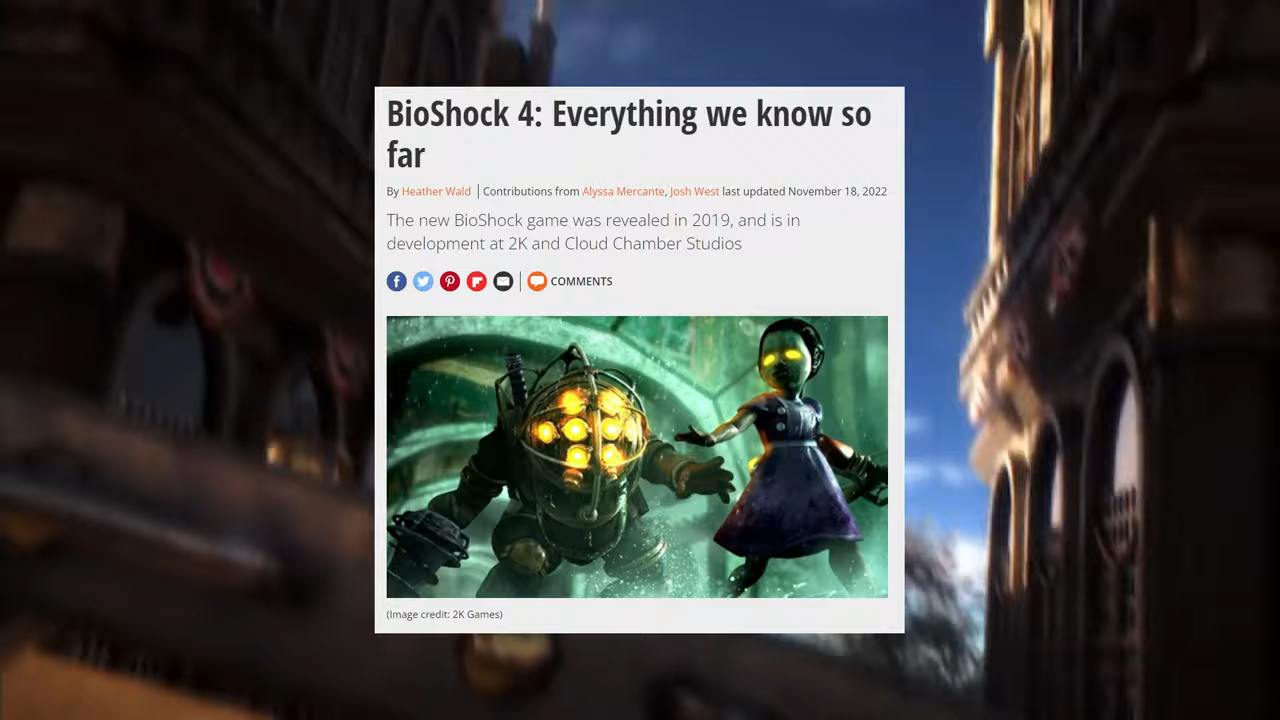 BioShock 4: Everything we know so
far
By Heather Wald | Contributions from Alyssa Mercante, Josh West last updated November 18, 2022
The new BioShock game was revealed in 2019, and is in
development at 2K and Cloud Chamber Studios
COMMENTS
(Image credit: 2K Games)